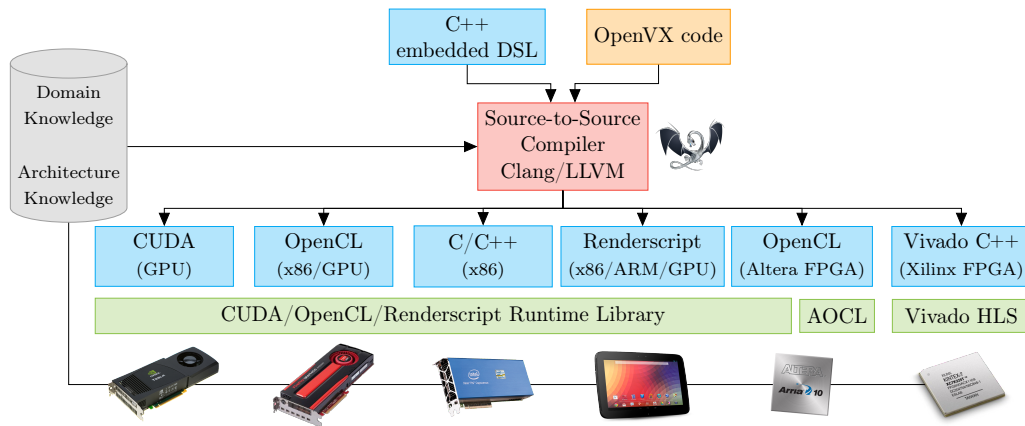 C++
embedded DSL
OpenVX code
Domain
Knowledge
Architecture
Knowledge
Source-to-Source
Compiler
Clang/LLVM
CUDA
(GPU)
OpenCL
(x86/GPU)
C/C++
(x86)
Renderscript
(x86/ARM/GPU)
OpenCL
(Altera FPGA)
Vivado C++
(Xilinx FPGA)
CUDA/OpenCL/Renderscript Runtime Library
AOCL
Vivado HLS
ALTERA
Arria 10